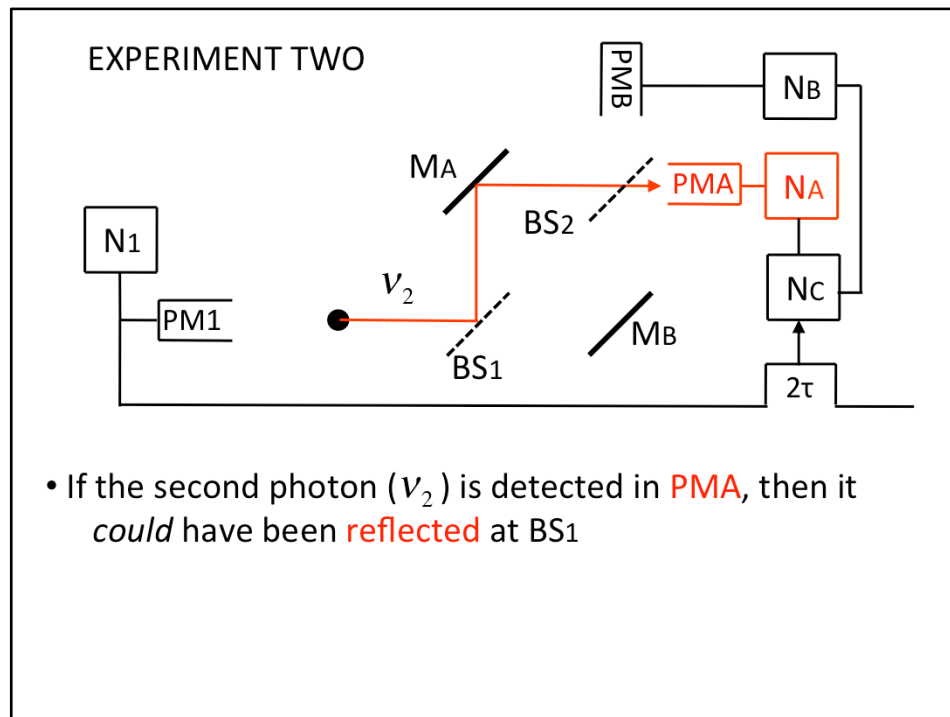 EXPERIMENT TWO
PMB
NB
MA
PMA
NA
BS2
N1
ν2
NC
PM1
MB
BS1
2τ
• If the second photon (ν2) is detected in PMA, then it
could have been reflected at BS1